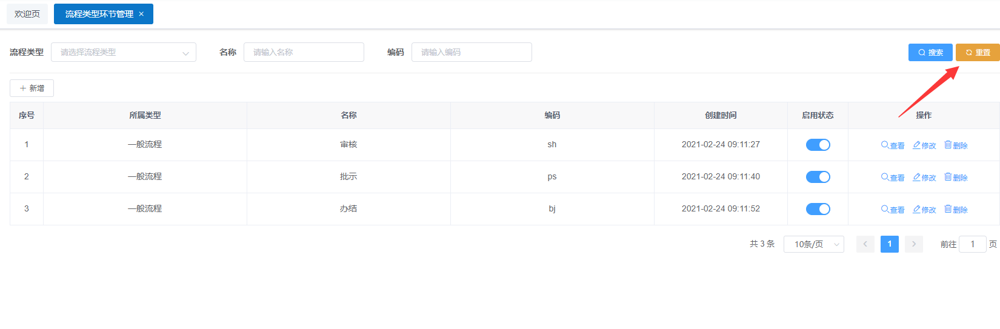 欢迎页 流程类型环节管理 ×
流程类型 请选择流程类型 名称 请输入名称 编码 请输入编码 搜索 重置
+ 新增
序号 所属类型 名称 编码 创建时间 启用状态 操作
1 一般流程 审核 sh 2021-02-24 09:11:27 查看 修改 删除
2 一般流程 批示 ps 2021-02-24 09:11:40 查看 修改 删除
3 一般流程 办结 bj 2021-02-24 09:11:52 查看 修改 删除
共 3 条 10条/页 1 前往 1 页